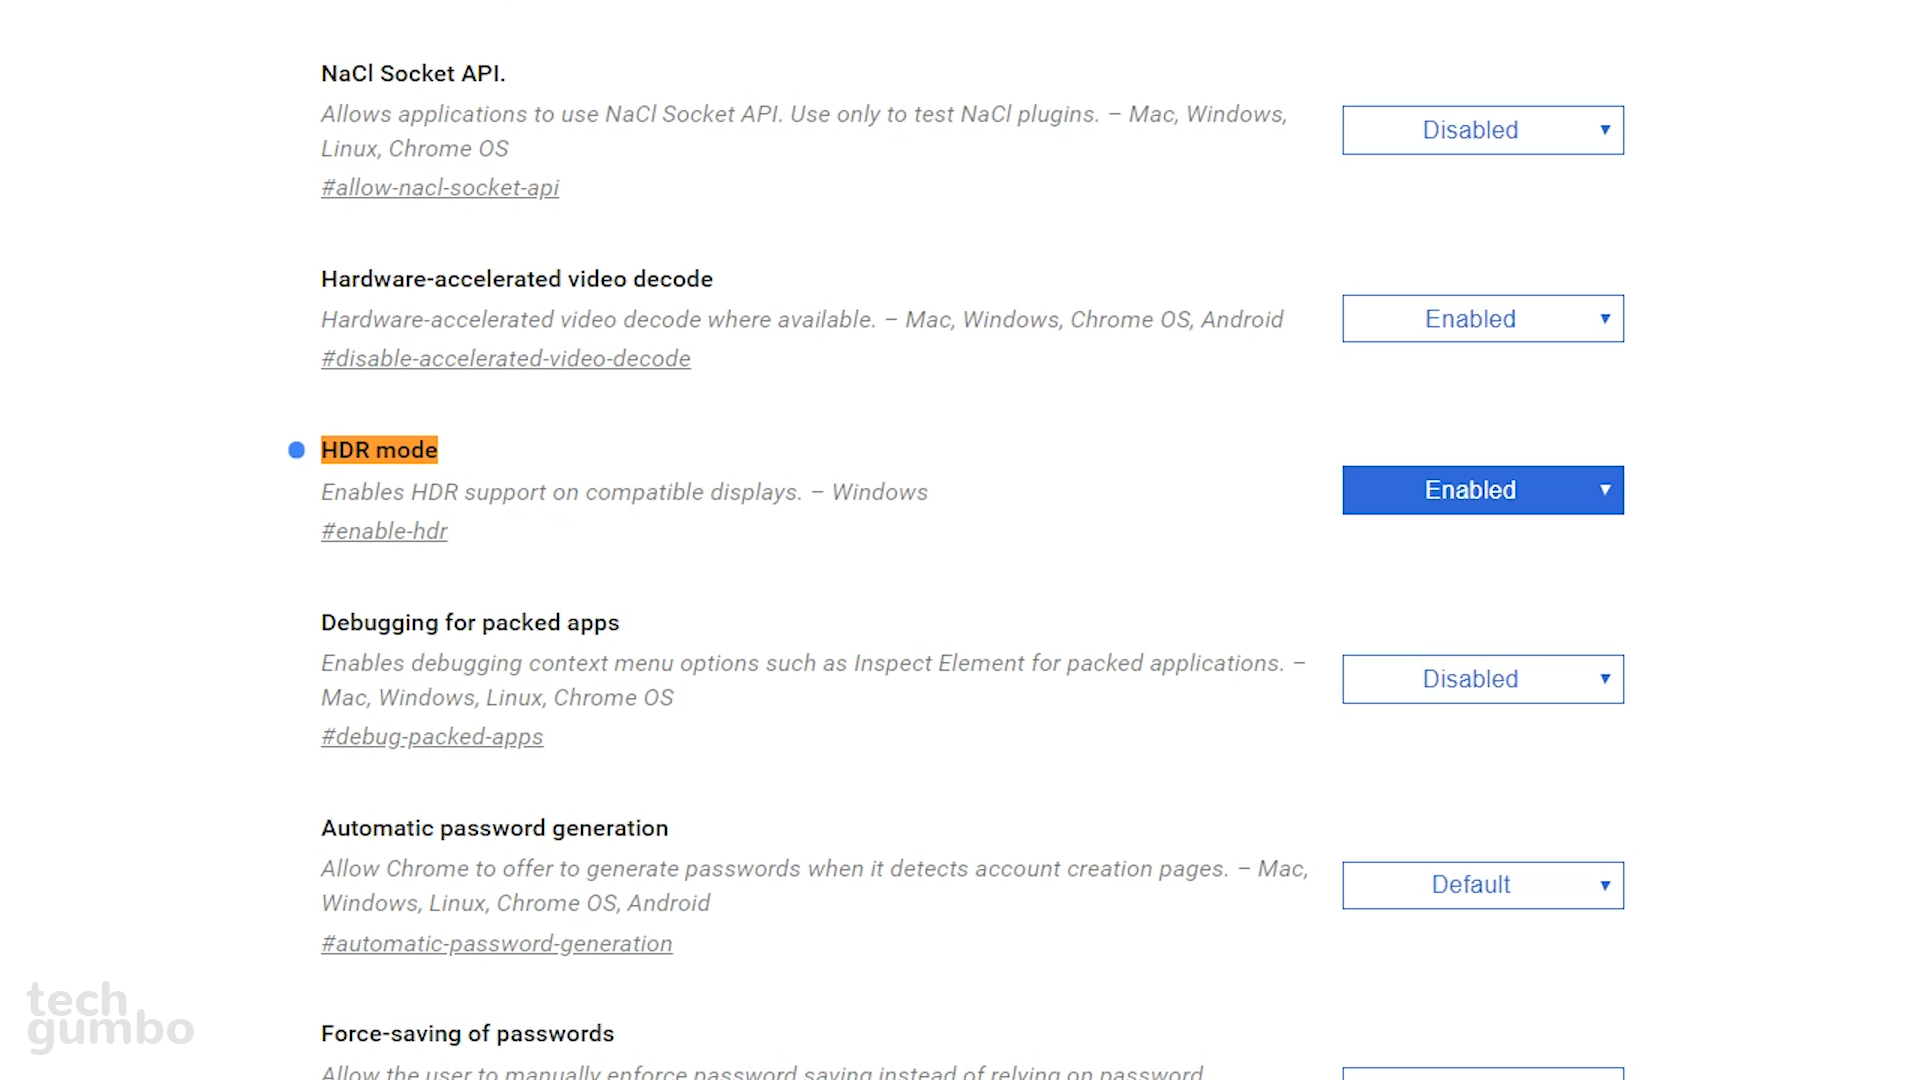 NaCl Socket API.
Allows applications to use NaCl Socket API. Use only to test NaCl plugins. – Mac, Windows,
Linux, Chrome OS
#allow-nacl-socket-api
Disabled
Hardware-accelerated video decode
Hardware-accelerated video decode where available. – Mac, Windows, Chrome OS, Android
#disable-accelerated-video-decode
Enabled
HDR mode
Enables HDR support on compatible displays. – Windows
#enable-hdr
Enabled
Debugging for packed apps
Enables debugging context menu options such as Inspect Element for packed applications. –
Mac, Windows, Linux, Chrome OS
#debug-packed-apps
Disabled
Automatic password generation
Allow Chrome to offer to generate passwords when it detects account creation pages. – Mac,
Windows, Linux, Chrome OS, Android
#automatic-password-generation
Default
Force-saving of passwords
Allow the user to manually enforce password saving instead of relying on password
tech
gumbo